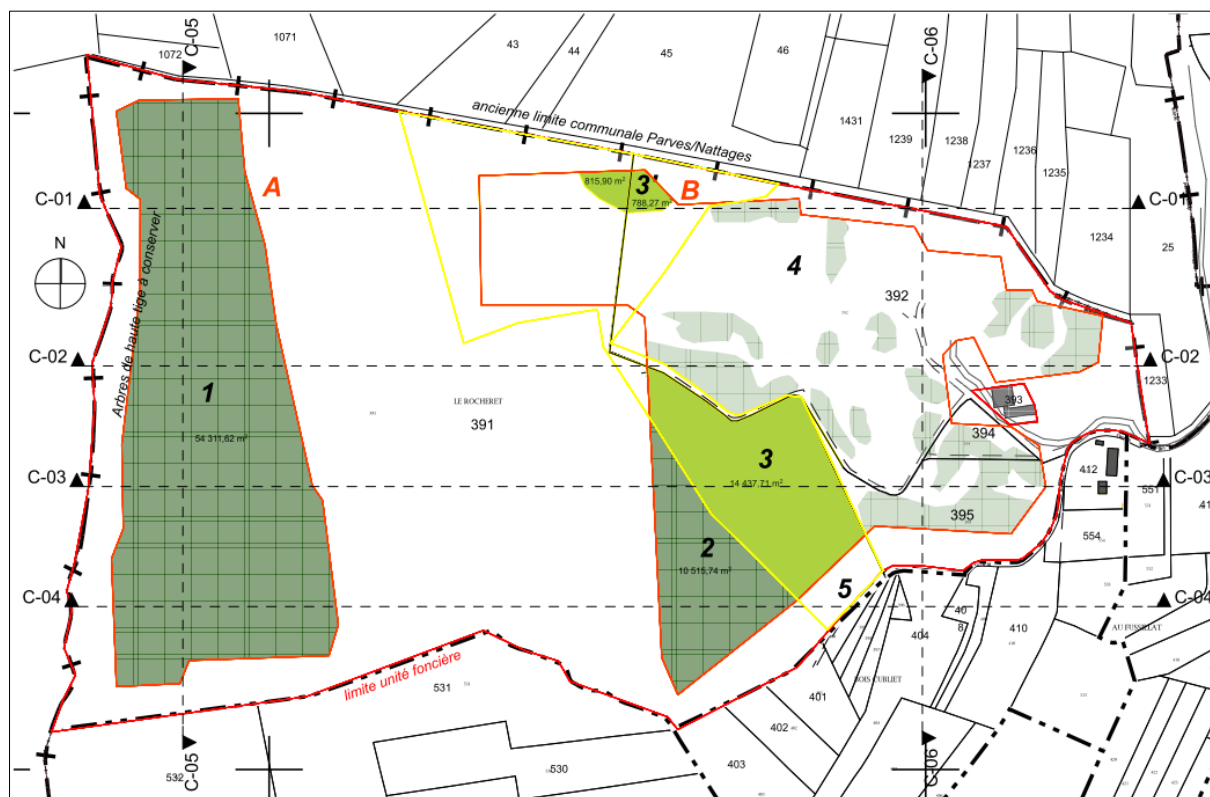 1072
C-05
1071
43
44
45
46
C-06
ancienne limite communale Parves/Nattages
1431
1239
1238
1237
1236
1235
1234
25
A
815,90 m²
3
788,27 m²
B
C-01
C-01
N
Arbres de haute tige à conserver
4
392
C-02
C-02
1233
1
LE ROCHERET
391
393
54 311,62 m²
394
3
14 437,71 m²
C-03
C-03
412
551
41
395
554
2
10 515,74 m²
5
C-04
C-04
40
8
404
410
AU FUSSILLAT
limite unité foncière
531
BOIS CUBLIET
401
402
403
530
532
C-05
C-06